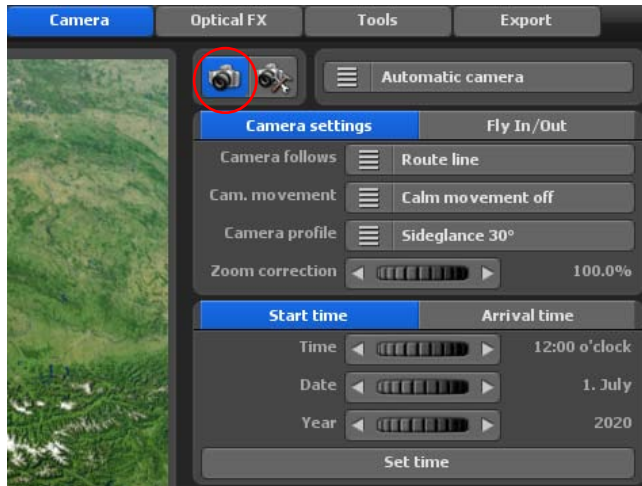 Camera Optical FX Tools Export
Automatic camera
Camera settings Fly In/Out
Camera follows Route line
Cam. movement Calm movement off
Camera profile Sideglance 30°
Zoom correction 100.0%
Start time Arrival time
Time 12:00 o'clock
Date 1. July
Year 2020
Set time